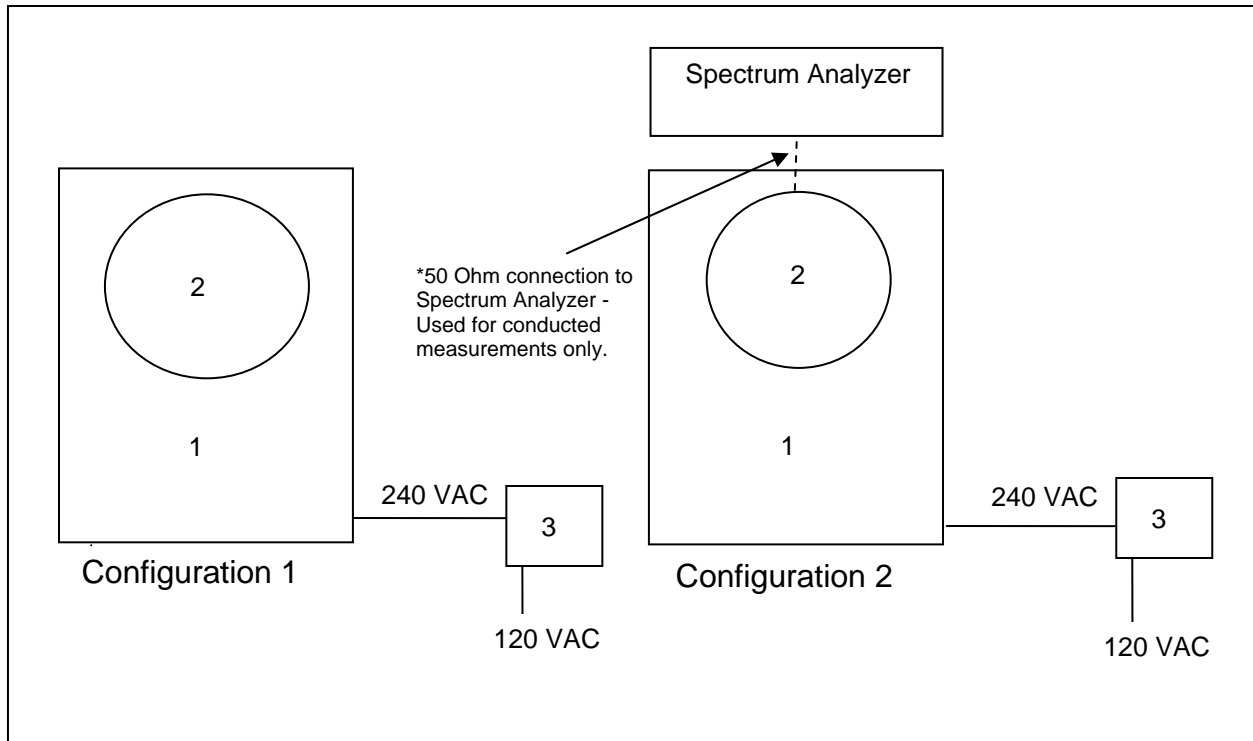 Spectrum Analyzer
2
*50 Ohm connection to
Spectrum Analyzer -
Used for conducted
measurements only.
2
1
1
240 VAC
3
240 VAC
3
Configuration 1
Configuration 2
120 VAC
120 VAC